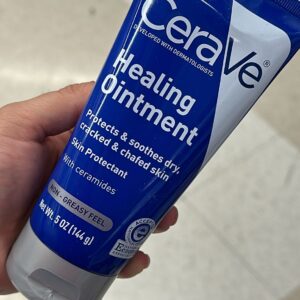 CeraVe®
DEVELOPED WITH DERMATOLOGISTS
Healing
Ointment
Protects & soothes dry,
cracked & chafed skin
Skin Protectant
With ceramides
NON - GREASY FEEL
Net Wt. 5 OZ (144 g)